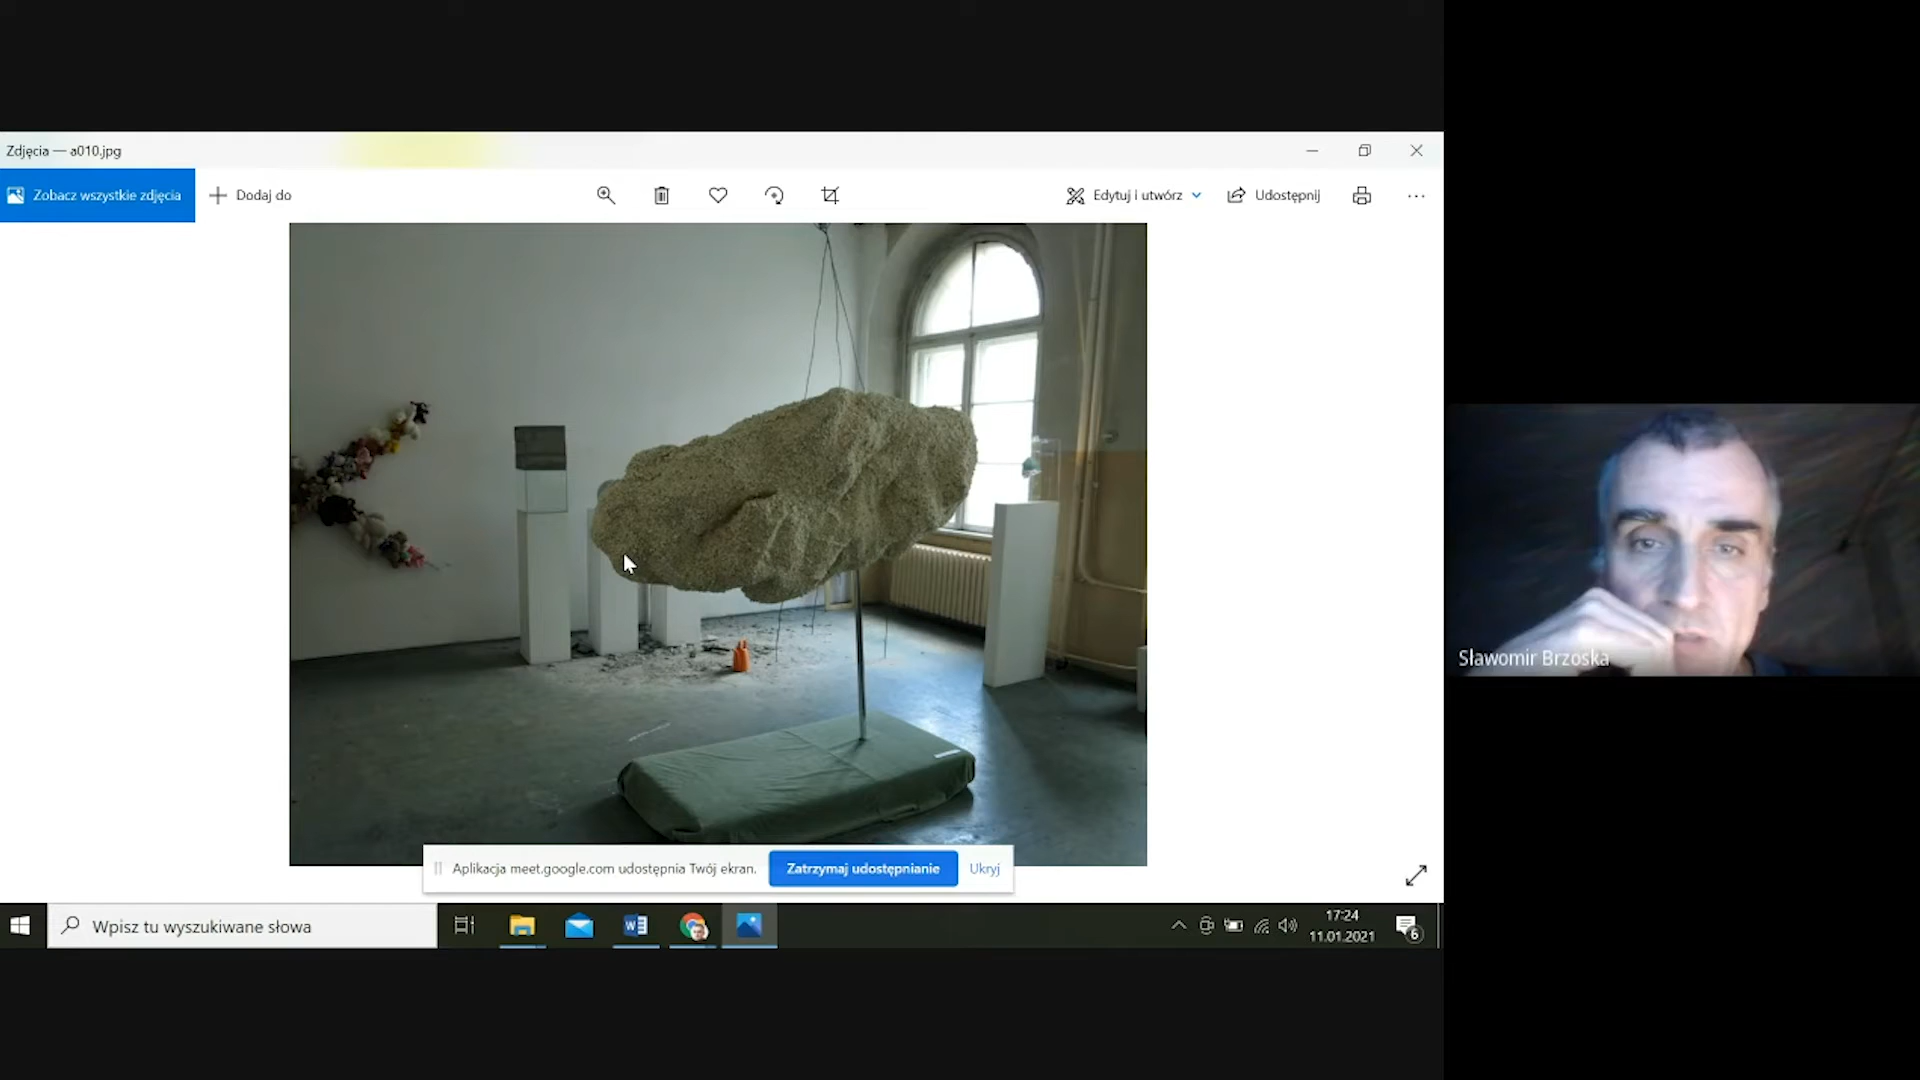 Zdjęcia — a010.jpg
Zobacz wszystkie zdjęcia
Dodaj do
Edytuj i utwórz
Udostępnij
Sławomir Brzoska
Aplikacja meet.google.com udostępnia Twój ekran.
Zatrzymaj udostępnianie
Ukryj
Wpisz tu wyszukiwane słowa
17:24
11.01.2021
6